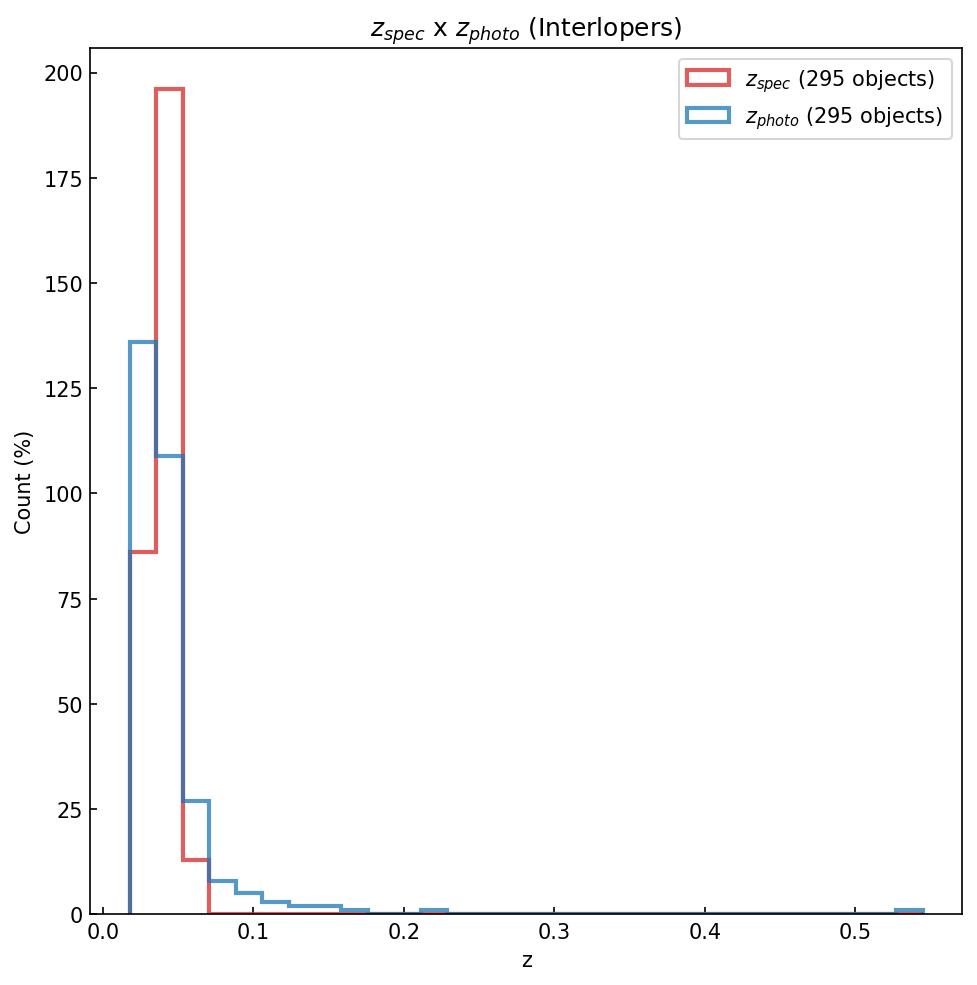 z_spec x z_photo (Interlopers)
z_spec (295 objects)
z_photo (295 objects)
200
175
150
125
100
75
50
25
0
Count (%)
0.0 0.1 0.2 0.3 0.4 0.5
z